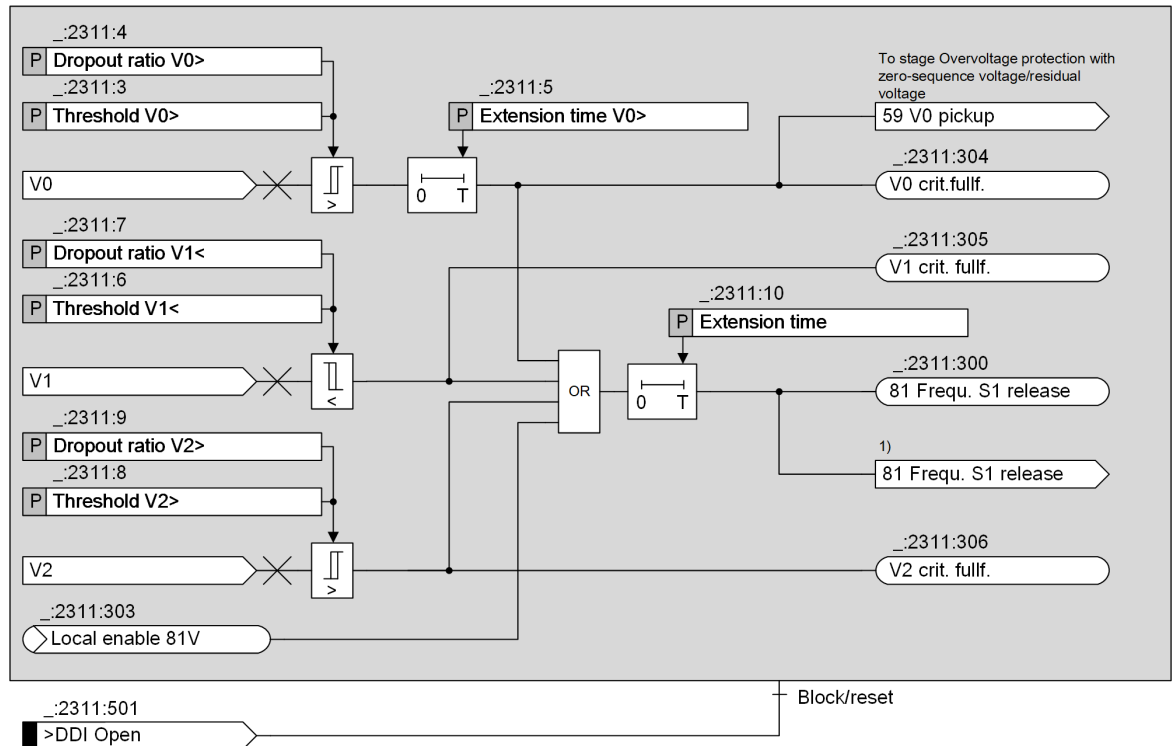 _:2311:4
P Dropout ratio V0>
_:2311:3
P Threshold V0>
_:2311:5
P Extension time V0>
To stage Overvoltage protection with
zero-sequence voltage/residual
voltage
59 V0 pickup
_:2311:304
V0 crit.fullf.
V0
>
0 T
_:2311:7
P Dropout ratio V1<
_:2311:6
P Threshold V1<
_:2311:305
V1 crit. fullf.
_:2311:10
P Extension time
V1
<
OR
0 T
_:2311:300
81 Frequ. S1 release
1)
81 Frequ. S1 release
_:2311:9
P Dropout ratio V2>
_:2311:8
P Threshold V2>
V2
>
_:2311:306
V2 crit. fullf.
_:2311:303
Local enable 81V
Block/reset
_:2311:501
>DDI Open